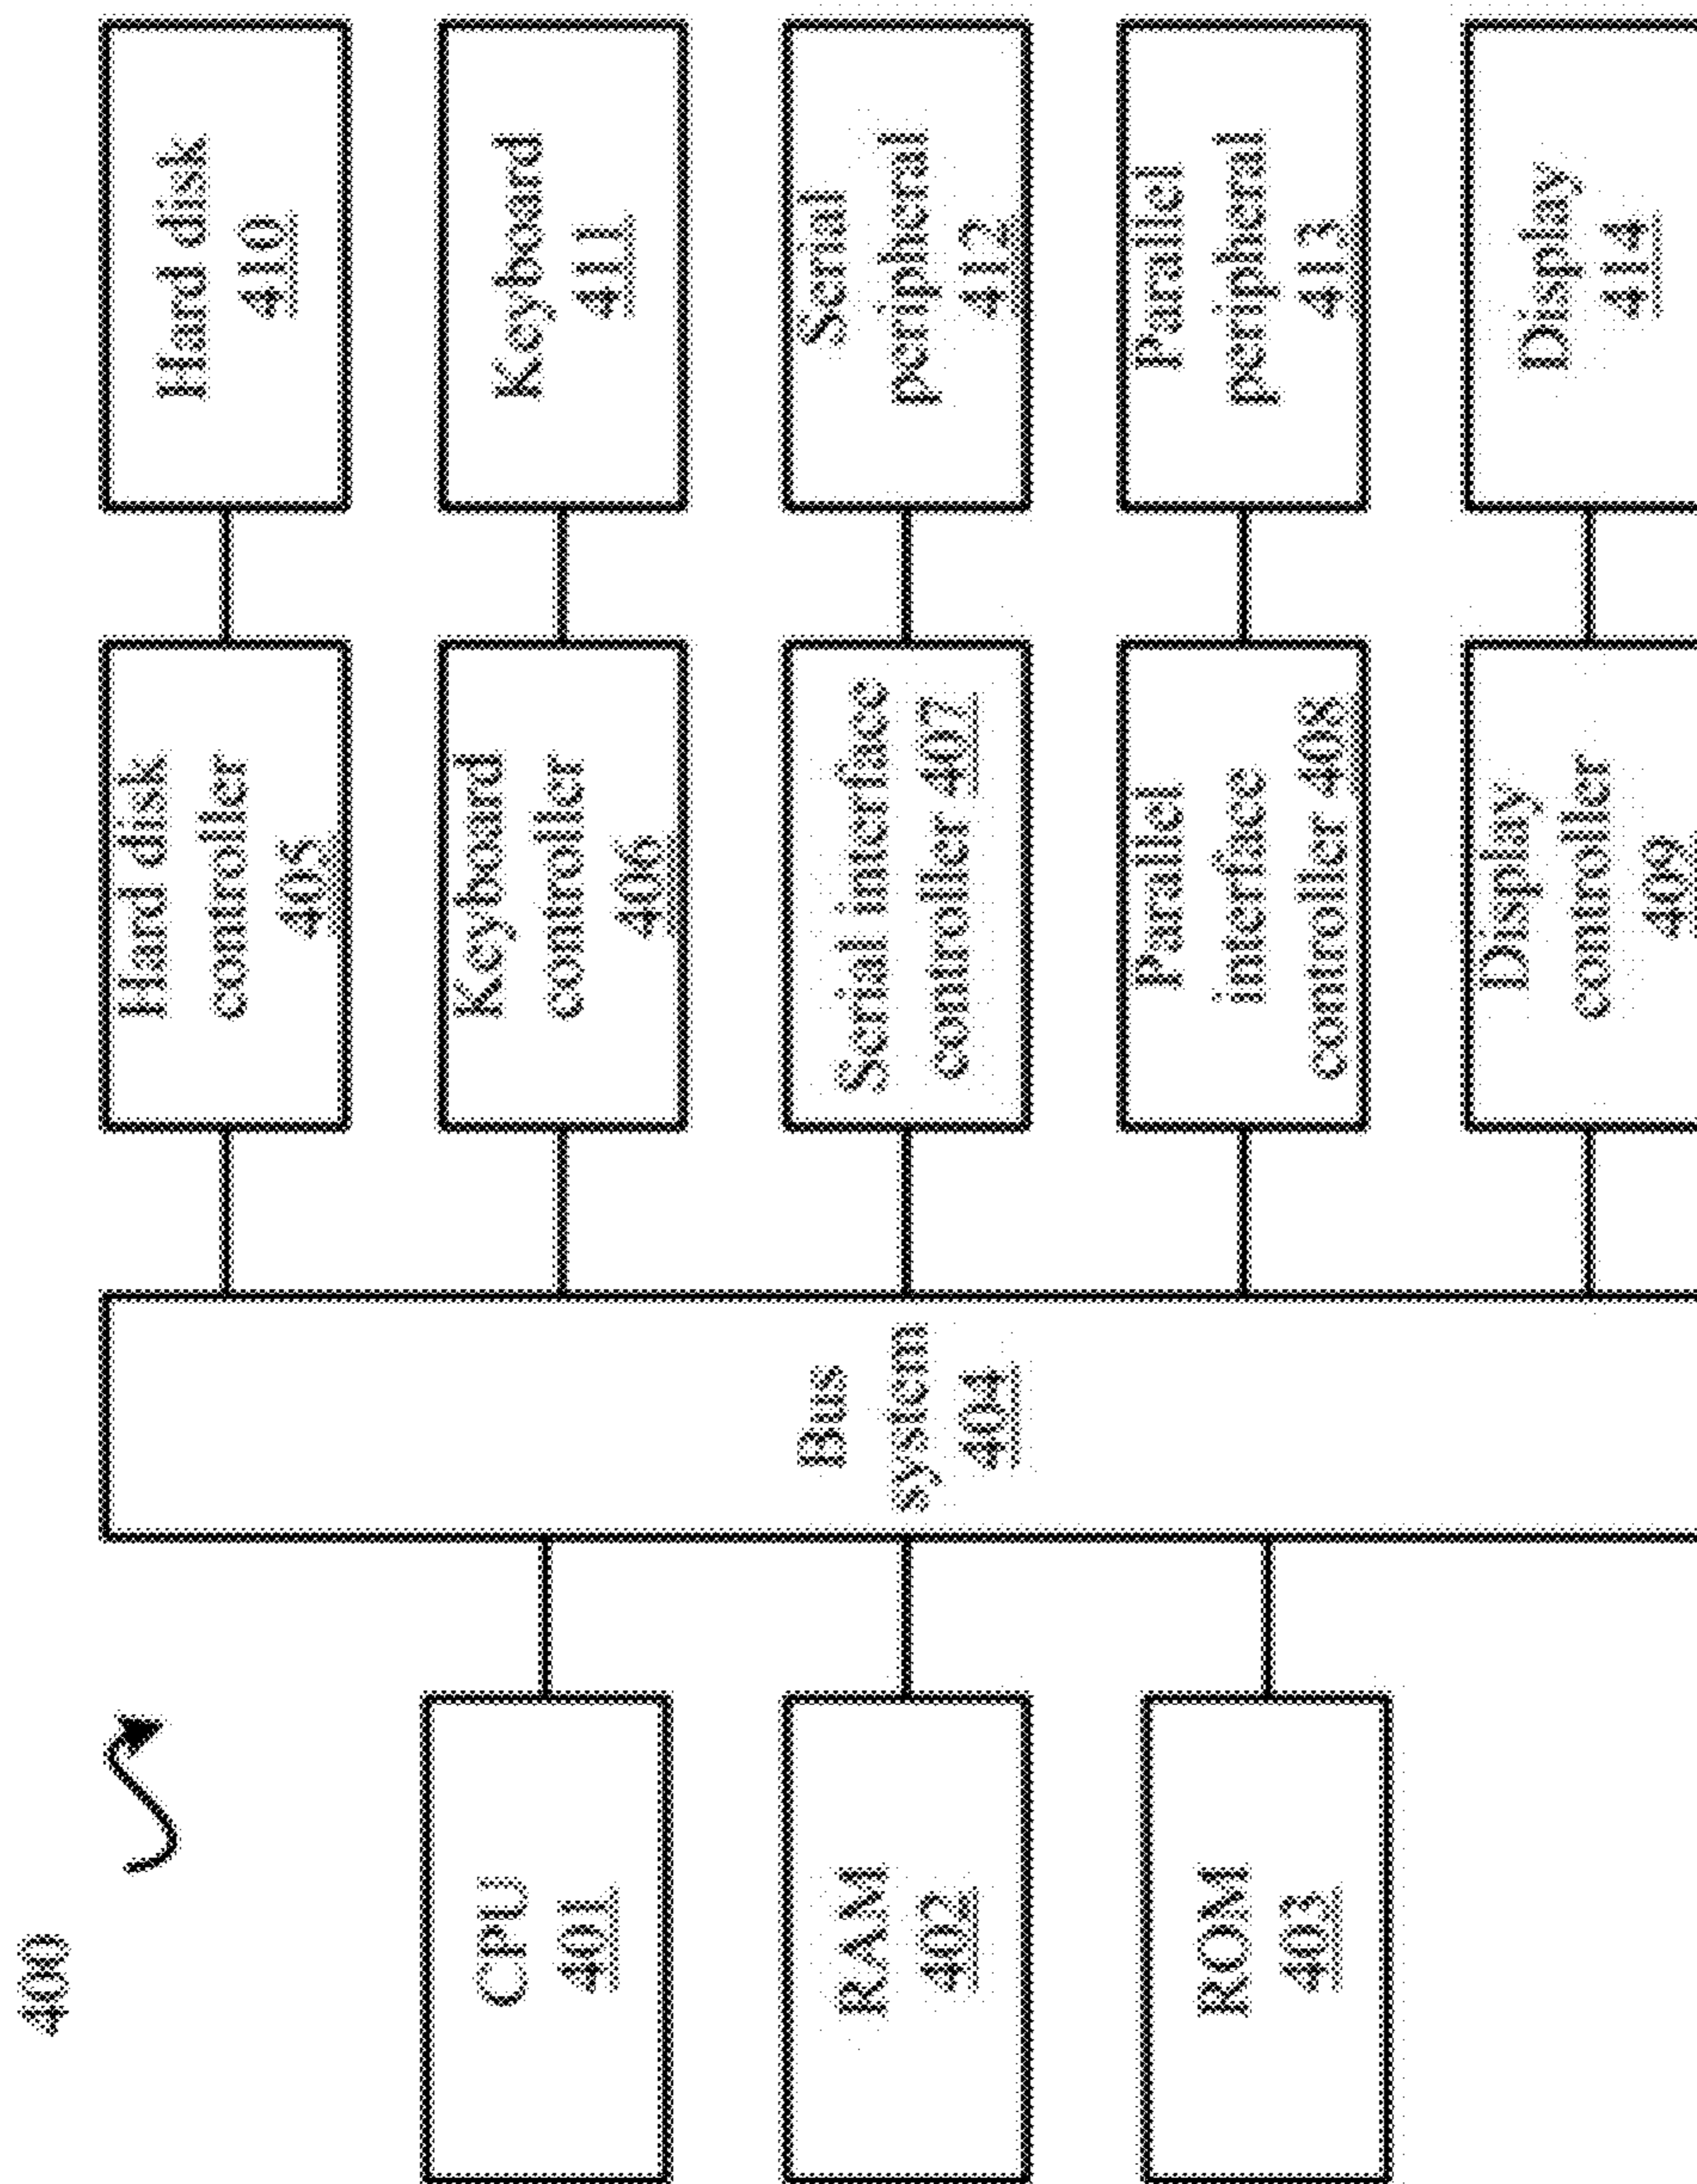 400
CPU
401
RAM
402
ROM
403
Bus
system
404
Hard disk
controller
405
Keyboard
controller
406
Serial interface
controller 407
Parallel
interface
controller 408
Display
controller
409
Hard disk
410
Keyboard
411
Serial
peripheral
412
Parallel
peripheral
413
Display
414